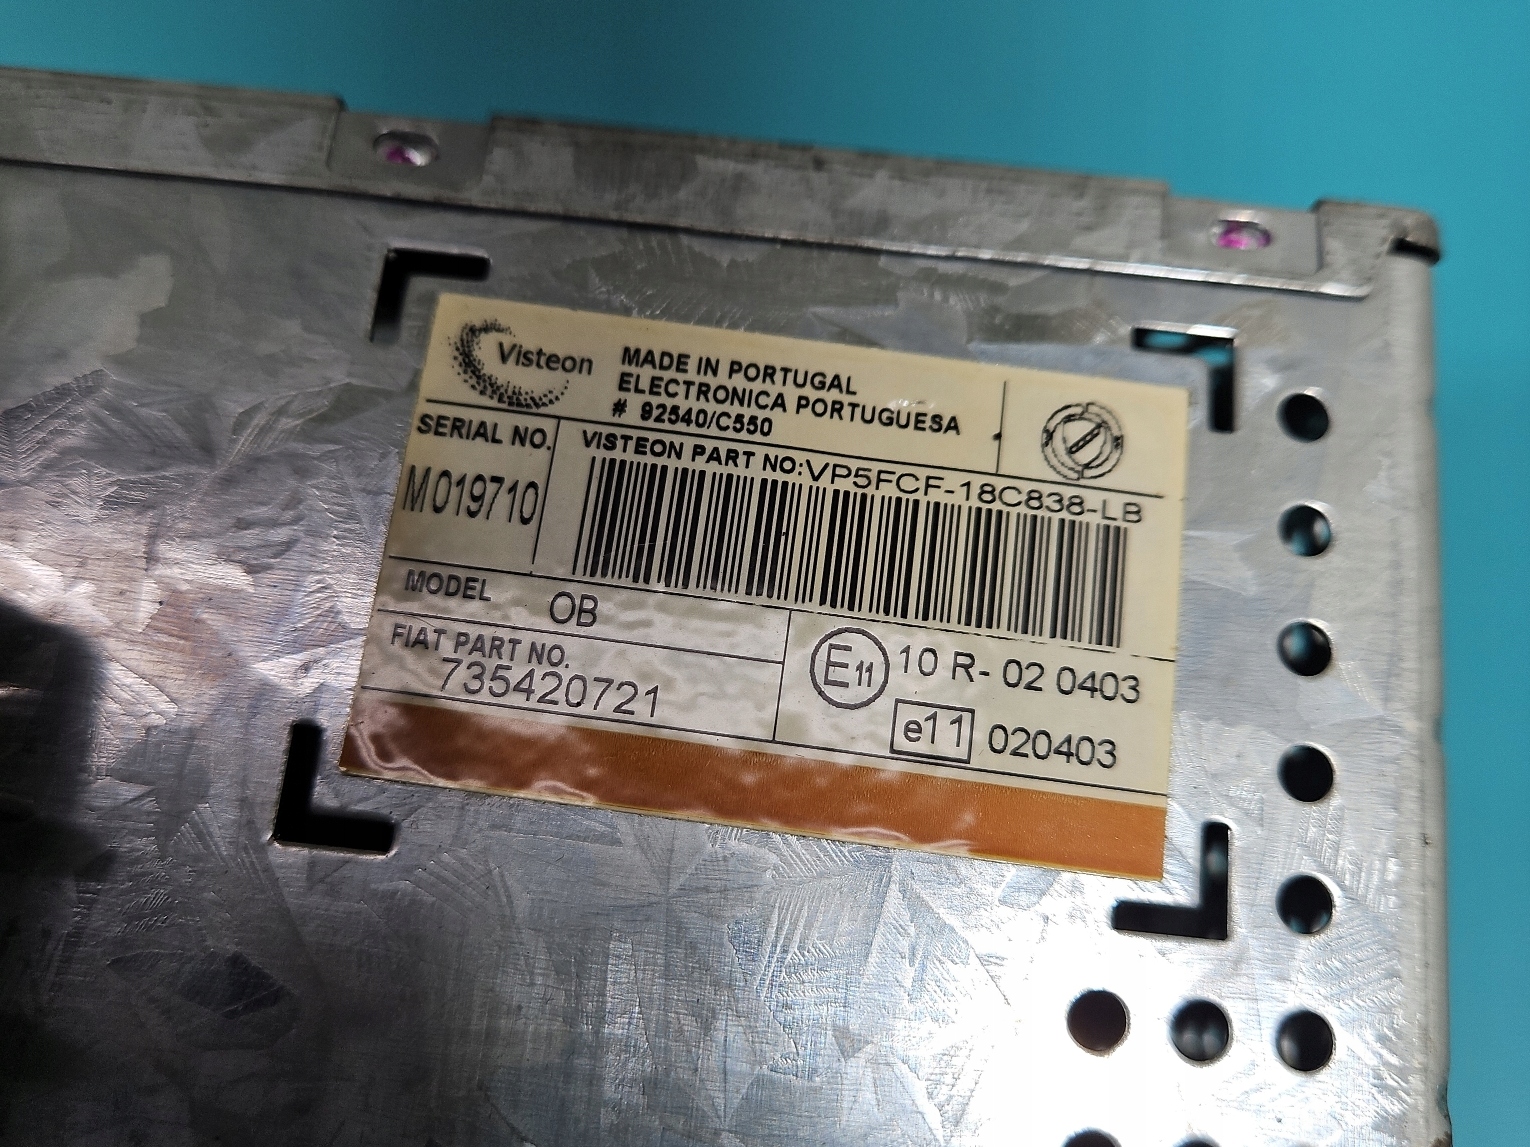 Visteon
MADE IN PORTUGAL
ELECTRONICA PORTUGUESA
# 92540/C550
SERIAL NO.
M019710
VISTEON PART NO:VP5FCF-18C838-LB
MODEL OB
FIAT PART NO.
735420721
E11 10 R- 02 0403
e11 020403